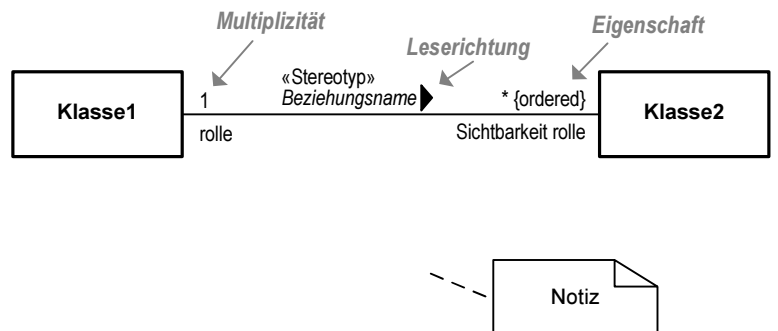 Multiplizität
Eigenschaft
Leserichtung
«Stereotyp»
Klasse1
1
Beziehungsname
* {ordered}
Klasse2
rolle
Sichtbarkeit rolle
Notiz